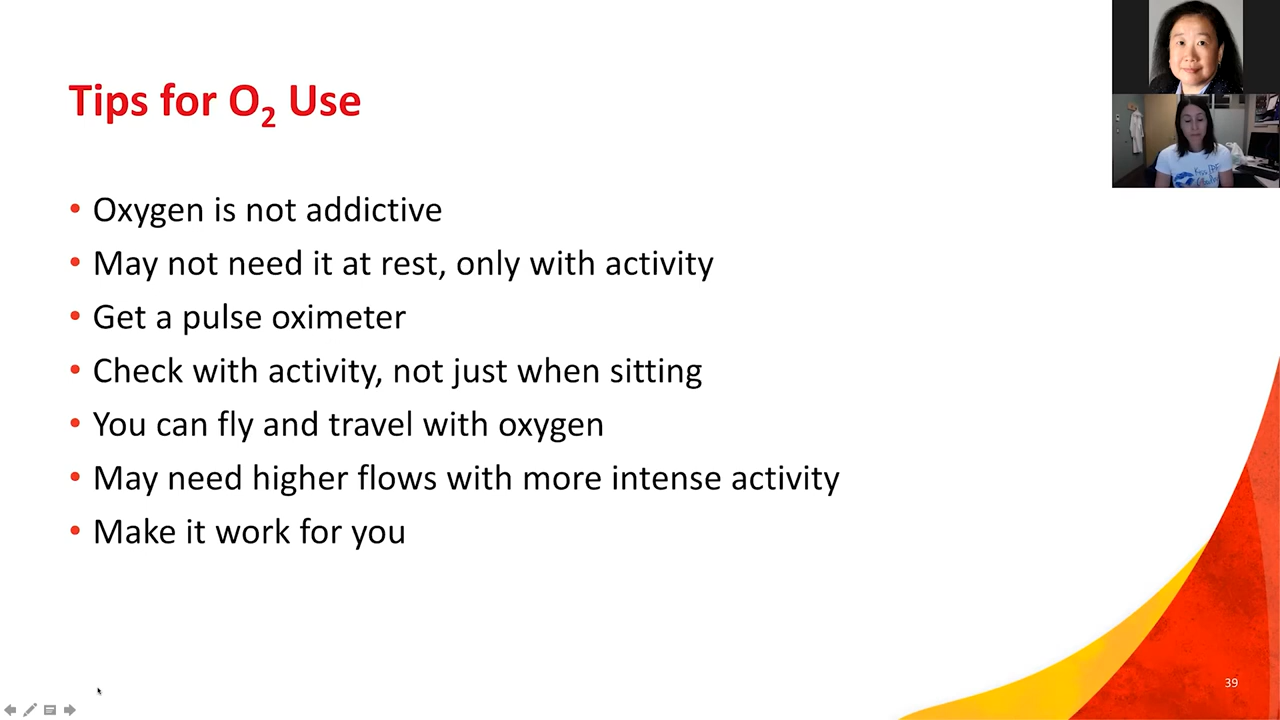 Tips for O₂ Use
• Oxygen is not addictive
• May not need it at rest, only with activity
• Get a pulse oximeter
• Check with activity, not just when sitting
• You can fly and travel with oxygen
• May need higher flows with more intense activity
• Make it work for you
39